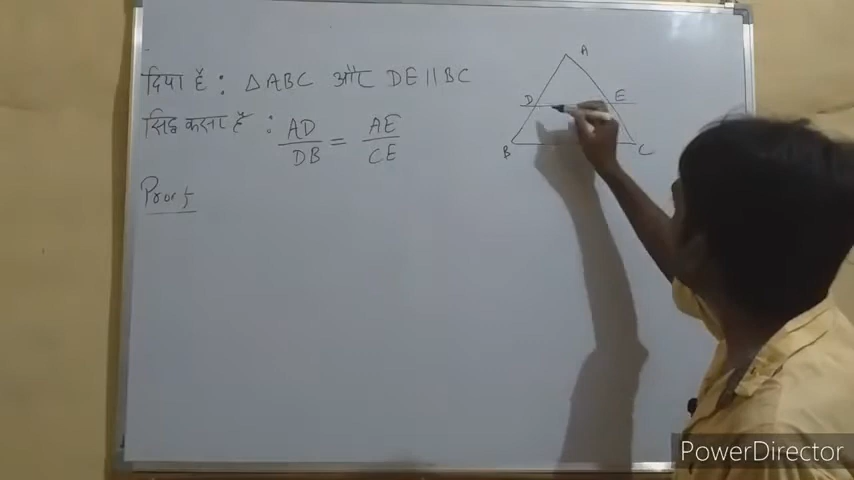 दिया है : △ABC और DE||BC
सिद्ध करना है : AD/DB = AE/CE
Proof
A
D E
B C
PowerDirector